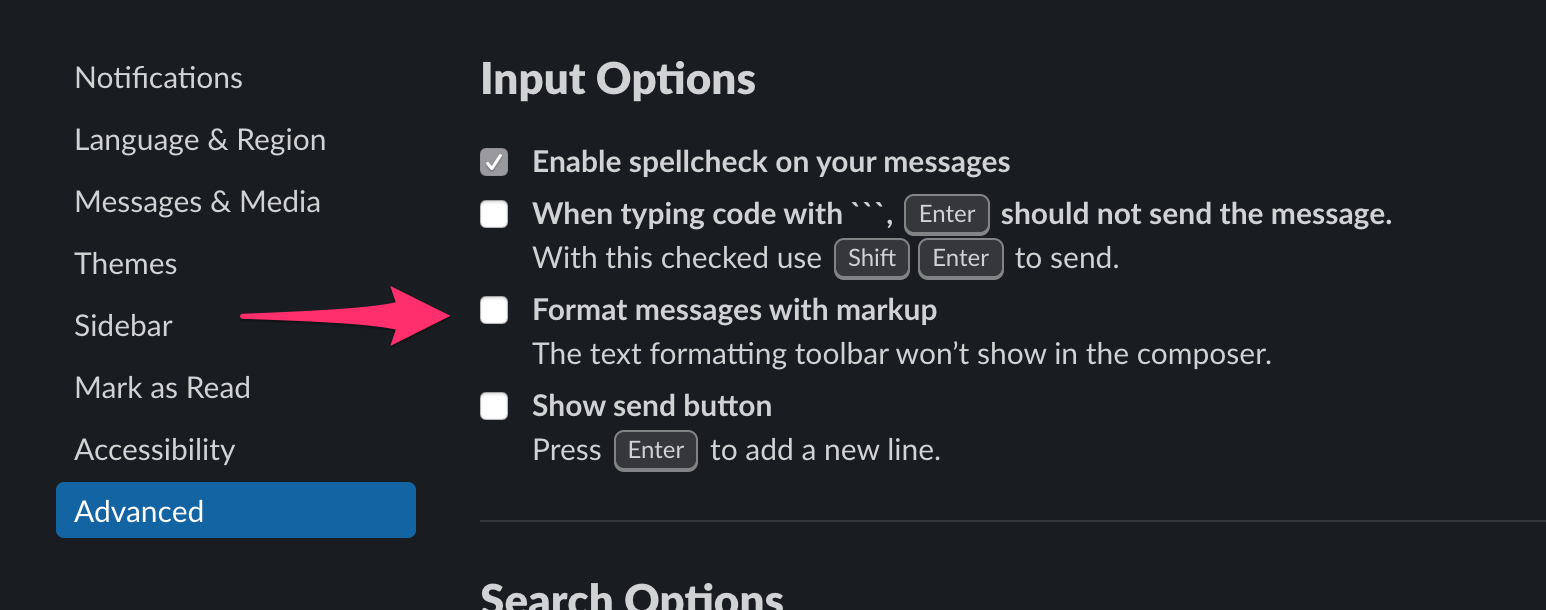 Notifications
Language & Region
Messages & Media
Themes
Sidebar
Mark as Read
Accessibility
Advanced
Input Options
Enable spellcheck on your messages
When typing code with ```, Enter should not send the message.
With this checked use Shift Enter to send.
Format messages with markup
The text formatting toolbar won’t show in the composer.
Show send button
Press Enter to add a new line.
Search Options